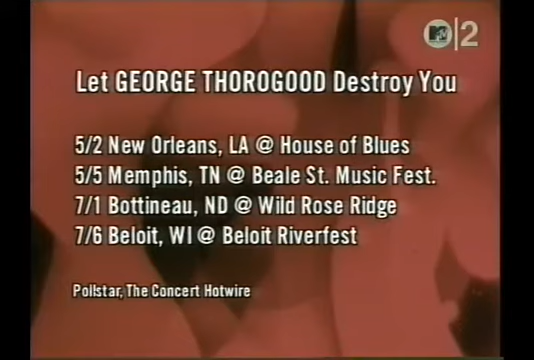 MTV 2
Let GEORGE THOROGOOD Destroy You
5/2 New Orleans, LA @ House of Blues
5/5 Memphis, TN @ Beale St. Music Fest.
7/1 Bottineau, ND @ Wild Rose Ridge
7/6 Beloit, WI @ Beloit Riverfest
Pollstar, The Concert Hotwire